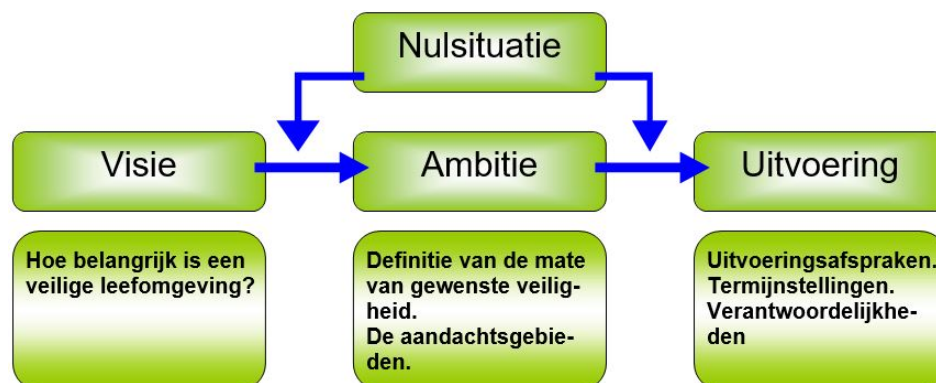 Nulsituatie
Visie
Ambitie
Uitvoering
Hoe belangrijk is een
veilige leefomgeving?
Definitie van de mate
van gewenste veilig-
heid.
De aandachtsgebie-
den.
Uitvoeringsafspraken.
Termijnstellingen.
Verantwoordelijkhe-
den